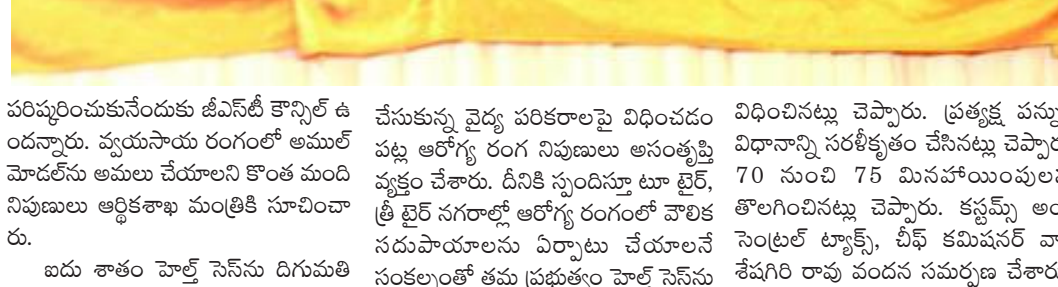 పరిష్కరించుకునేందుకు జీఎస్‌టీ కౌన్సిల్ ఉ
ందన్నారు. వ్వయసాయ రంగంలో అముల్
మోడల్‌ను అమలు చేయాలని కొంత మంది
నిపుణులు ఆర్థికశాఖ మంత్రికి సూచించా
రు.
ఐదు శాతం హెల్త్ సెస్‌ను దిగుమతి
చేసుకున్న వైద్య పరికరాలపై విధించడం
పట్ల ఆరోగ్య రంగ నిపుణులు అసంతృప్తి
వ్యక్తం చేశారు. దీనికి స్పందిస్తూ టూ టైర్,
త్రీ టైర్ నగరాల్లో ఆరోగ్య రంగంలో మౌలిక
సదుపాయాలను ఏర్పాటు చేయాలనే
సంకల్పంతో తమ ప్రభుత్వం హెల్త్ సెస్‌ను
విధించినట్లు చెప్పారు. ప్రత్యక్ష పన్ను
విధానాన్ని సరళీకృతం చేసినట్లు చెప్పారు
70 నుంచి 75 మినహాయింపుల
తొలగించినట్లు చెప్పారు. కస్టమ్స్ అం
సెంట్రల్ ట్యాక్స్, చీఫ్ కమిషనర్ వా
శేషగిరి రావు వందన సమర్పణ చేశారు